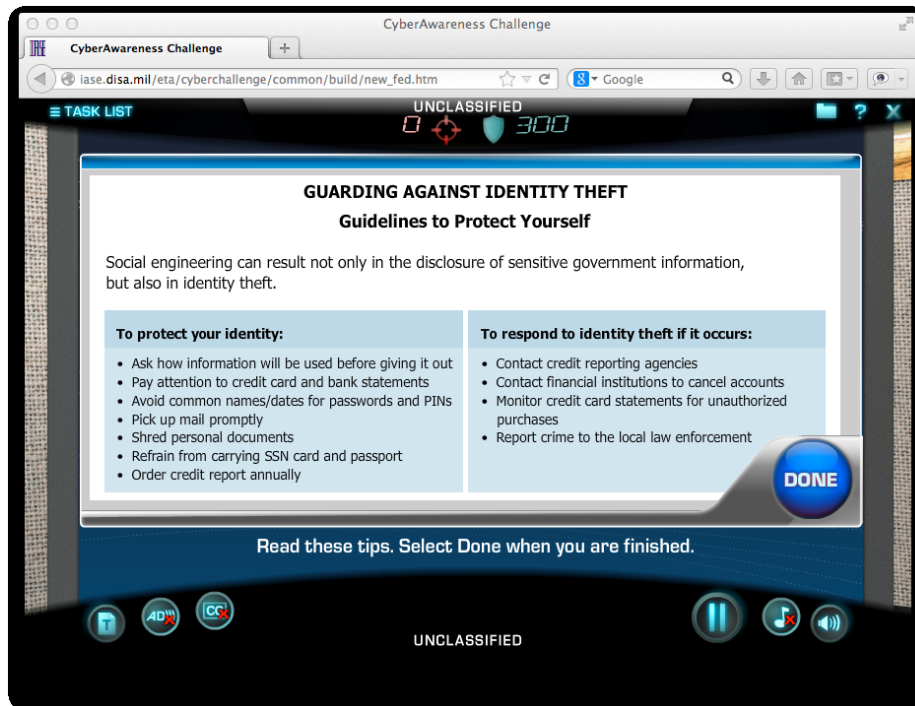 CyberAwareness Challenge
CyberAwareness Challenge
iase.disa.mil/eta/cyberchallenge/common/build/new_fed.htm
Google
TASK LIST
UNCLASSIFIED
0
300
GUARDING AGAINST IDENTITY THEFT
Guidelines to Protect Yourself
Social engineering can result not only in the disclosure of sensitive government information,
but also in identity theft.
To protect your identity:
• Ask how information will be used before giving it out
• Pay attention to credit card and bank statements
• Avoid common names/dates for passwords and PINs
• Pick up mail promptly
• Shred personal documents
• Refrain from carrying SSN card and passport
• Order credit report annually
To respond to identity theft if it occurs:
• Contact credit reporting agencies
• Contact financial institutions to cancel accounts
• Monitor credit card statements for unauthorized
purchases
• Report crime to the local law enforcement
DONE
Read these tips. Select Done when you are finished.
T
AD
CC
UNCLASSIFIED